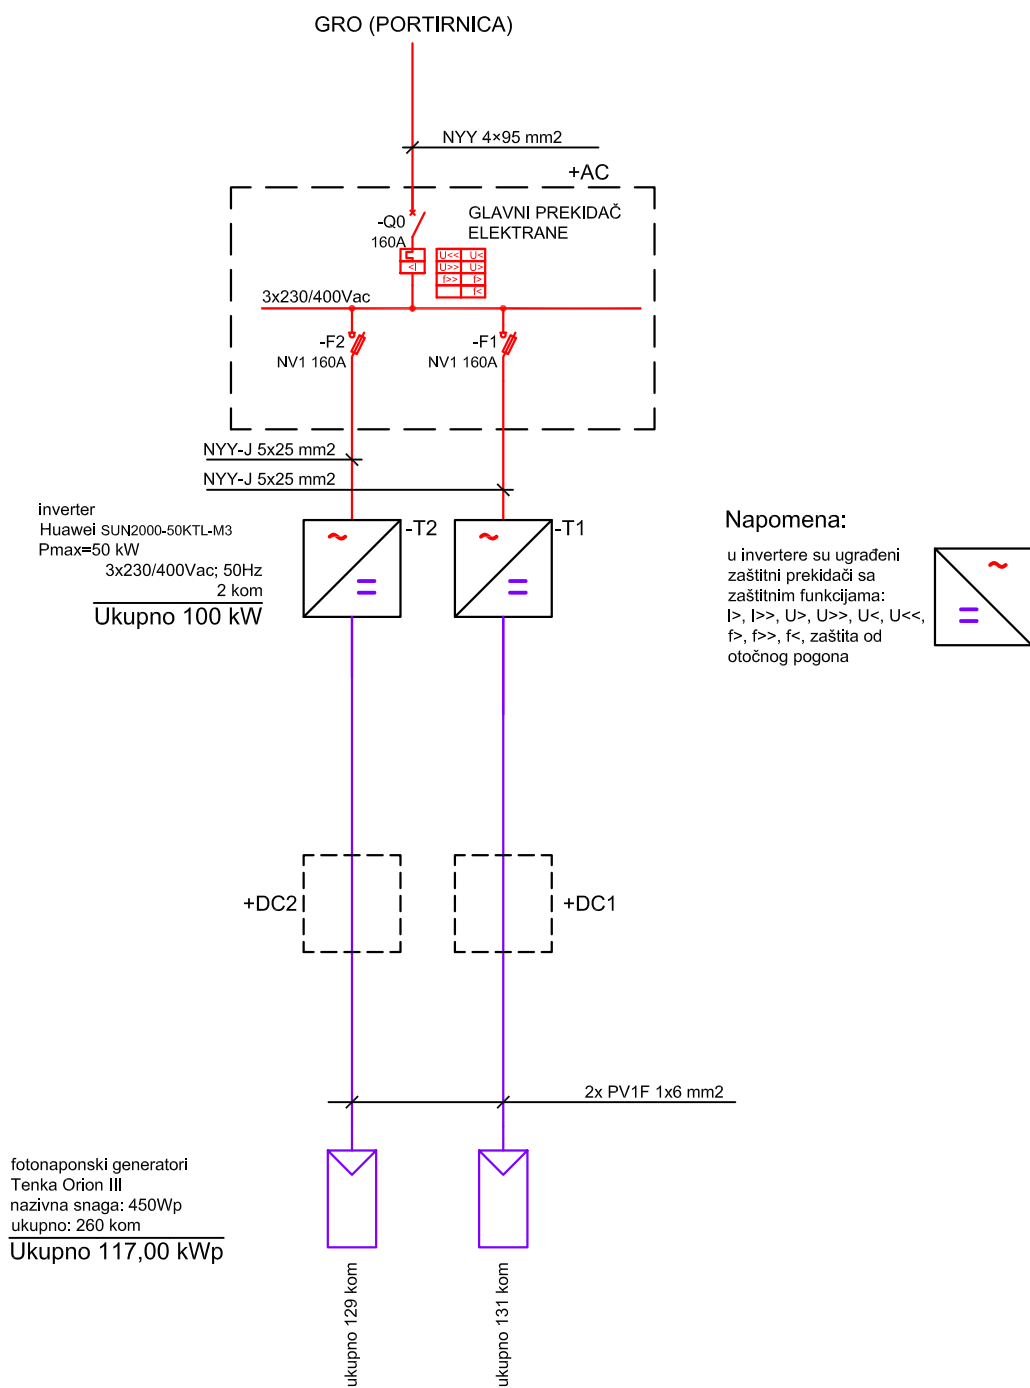 GRO (PORTIRNICA)
NYY 4×95 mm2
+AC
-Q0
160A
GLAVNI PREKIDAČ
ELEKTRANE
<I
U<< U<
U>> U>
f>> f>
f<
3x230/400Vac
-F2
NV1 160A
-F1
NV1 160A
NYY-J 5x25 mm2
NYY-J 5x25 mm2
inverter
Huawei SUN2000-50KTL-M3
Pmax=50 kW
3x230/400Vac; 50Hz
2 kom
Ukupno 100 kW
-T2
-T1
Napomena:
u invertere su ugrađeni
zaštitni prekidači sa
zaštitnim funkcijama:
I>, I>>, U>, U>>, U<, U<<,
f>, f>>, f<, zaštita od
otočnog pogona
+DC2
+DC1
2x PV1F 1x6 mm2
fotonaponski generatori
Tenka Orion III
nazivna snaga: 450Wp
ukupno: 260 kom
Ukupno 117,00 kWp
ukupno 129 kom
ukupno 131 kom